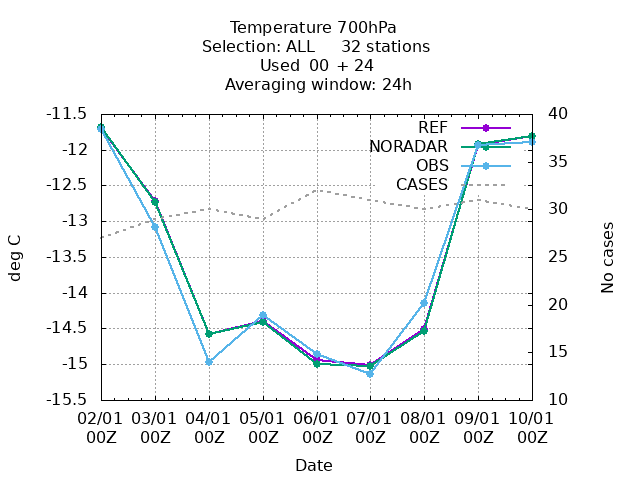 Temperature 700hPa
Selection: ALL     32 stations
Used  00 + 24
Averaging window: 24h
-11.5
-12
-12.5
-13
-13.5
-14
-14.5
-15
-15.5
40
35
30
25
20
15
10
REF
NORADAR
OBS
CASES
deg C
No cases
02/01 03/01 04/01 05/01 06/01 07/01 08/01 09/01 10/01
00Z 00Z 00Z 00Z 00Z 00Z 00Z 00Z 00Z
Date